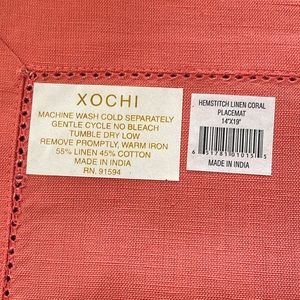 XOCHI
MACHINE WASH COLD SEPARATELY
GENTLE CYCLE NO BLEACH
TUMBLE DRY LOW
REMOVE PROMPTLY, WARM IRON
55% LINEN 45% COTTON
MADE IN INDIA
RN. 91594
HEMSTITCH LINEN CORAL
PLACEMAT
14"X19"
MADE IN INDIA